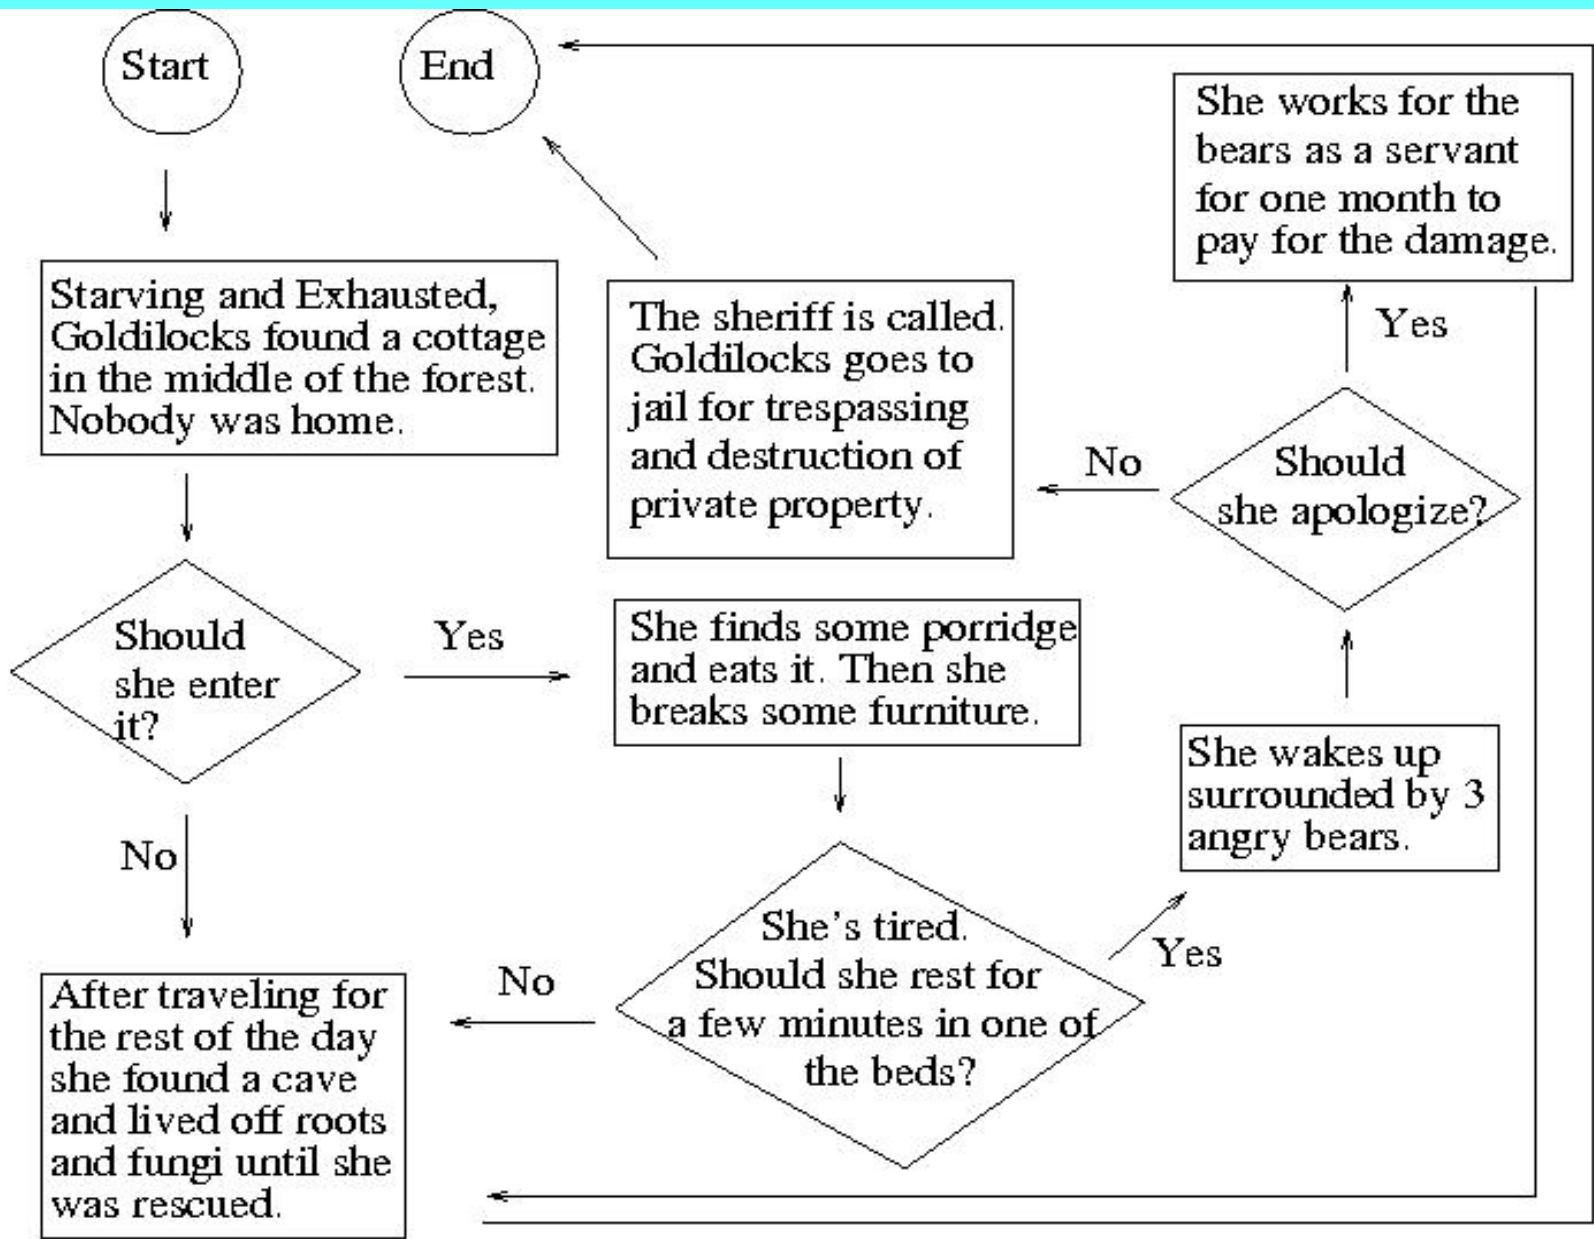 Start
End
Starving and Exhausted,
Goldilocks found a cottage
in the middle of the forest.
Nobody was home.
Should
she enter
it?
Yes
No
She finds some porridge
and eats it. Then she
breaks some furniture.
She's tired.
Should she rest for
a few minutes in one of
the beds?
No
Yes
After traveling for
the rest of the day
she found a cave
and lived off roots
and fungi until she
was rescued.
She wakes up
surrounded by 3
angry bears.
Should
she apologize?
No
Yes
The sheriff is called.
Goldilocks goes to
jail for trespassing
and destruction of
private property.
She works for the
bears as a servant
for one month to
pay for the damage.